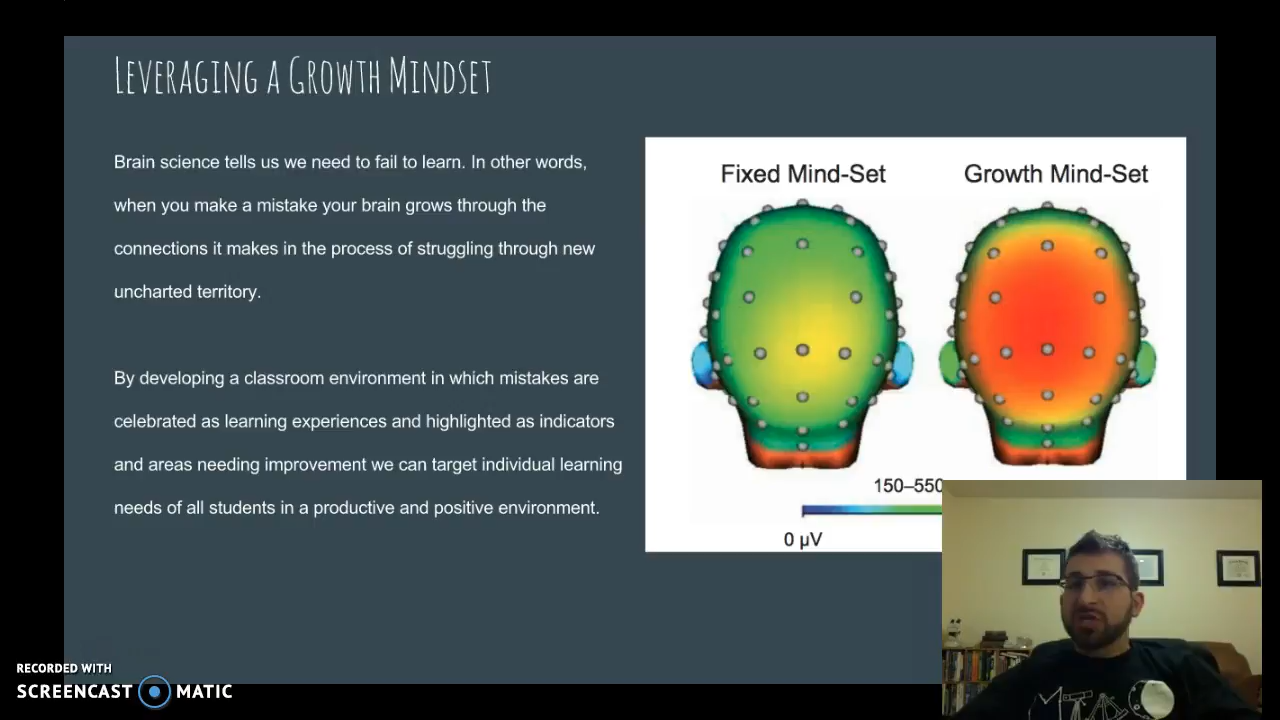 LEVERAGING A GROWTH MINDSET
Brain science tells us we need to fail to learn. In other words,
when you make a mistake your brain grows through the
connections it makes in the process of struggling through new
uncharted territory.
By developing a classroom environment in which mistakes are
celebrated as learning experiences and highlighted as indicators
and areas needing improvement we can target individual learning
needs of all students in a productive and positive environment.
Fixed Mind-Set
Growth Mind-Set
150–550
0 µV
RECORDED WITH
SCREENCAST MATIC